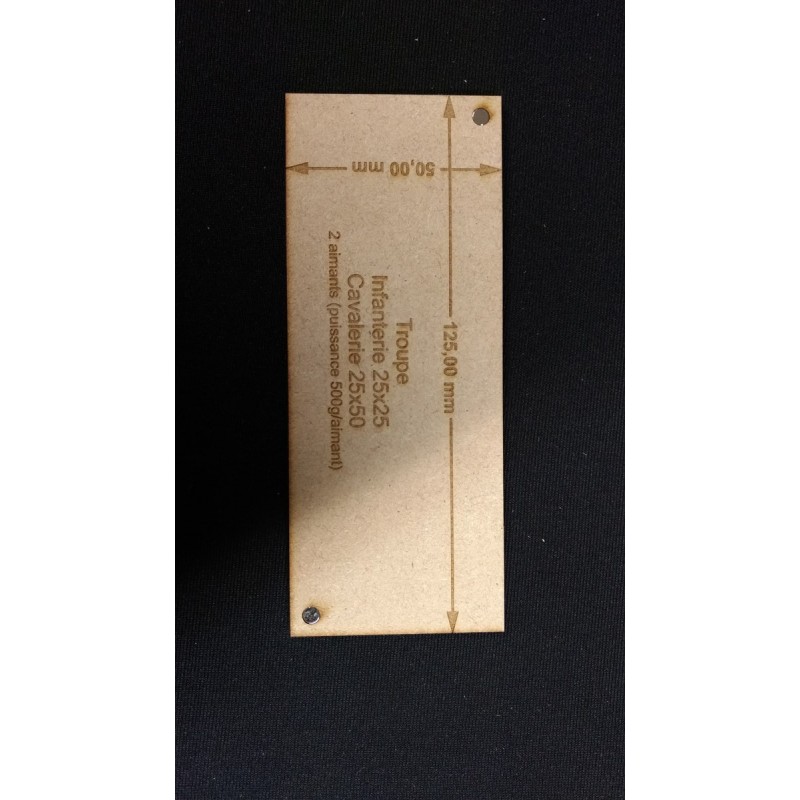 50,00 mm
125,00 mm
Troupe
Infanterie 25x25
Cavalerie 25x50
2 aimants (puissance 500g/aimant)